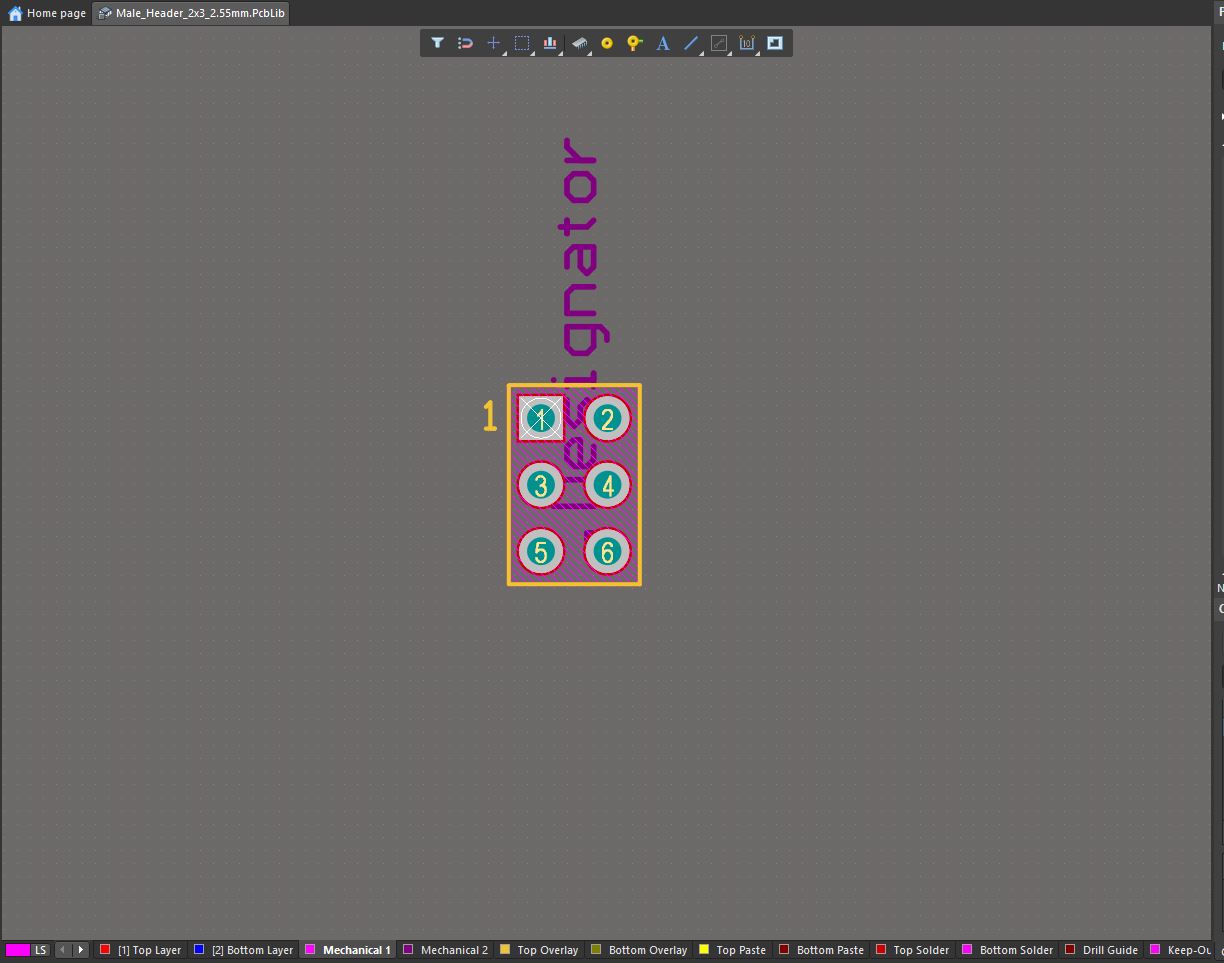 Home page
Male_Header_2x3_2.55mm.PcbLib
A
10
.Designator
1
1 2
3 4
5 6
LS
[1] Top Layer
[2] Bottom Layer
Mechanical 1
Mechanical 2
Top Overlay
Bottom Overlay
Top Paste
Bottom Paste
Top Solder
Bottom Solder
Drill Guide
Keep-Ou